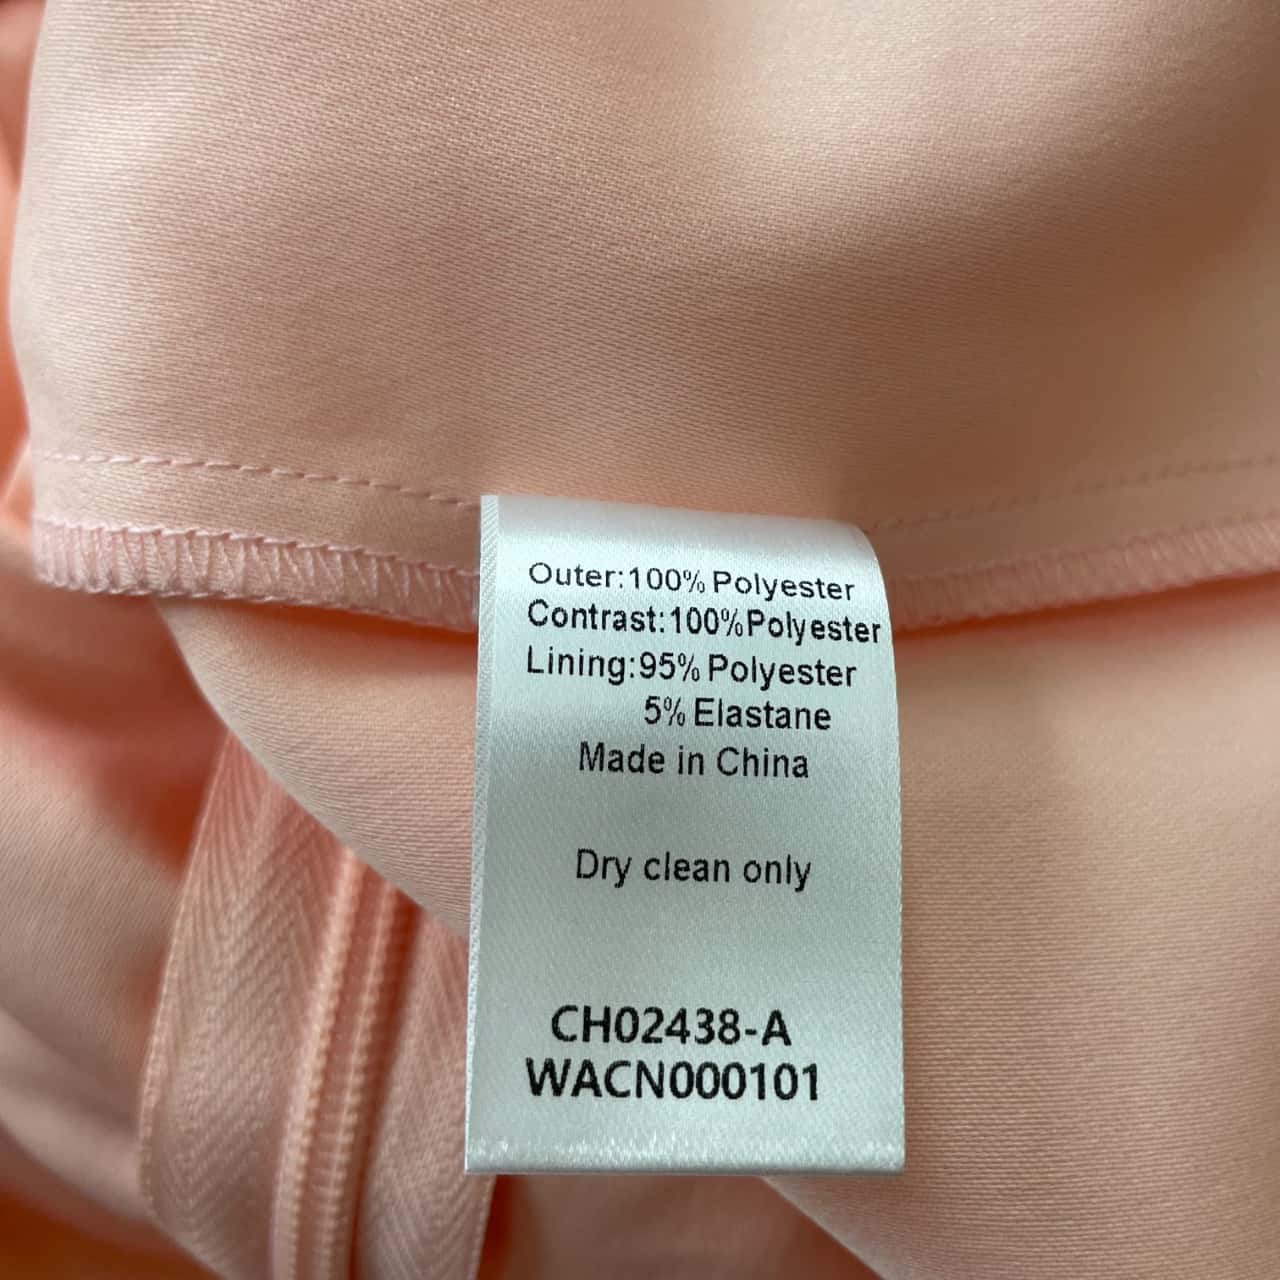 Outer:100% Polyester
Contrast:100%Polyester
Lining:95% Polyester
5% Elastane
Made in China
Dry clean only
CH02438-A
WACN000101